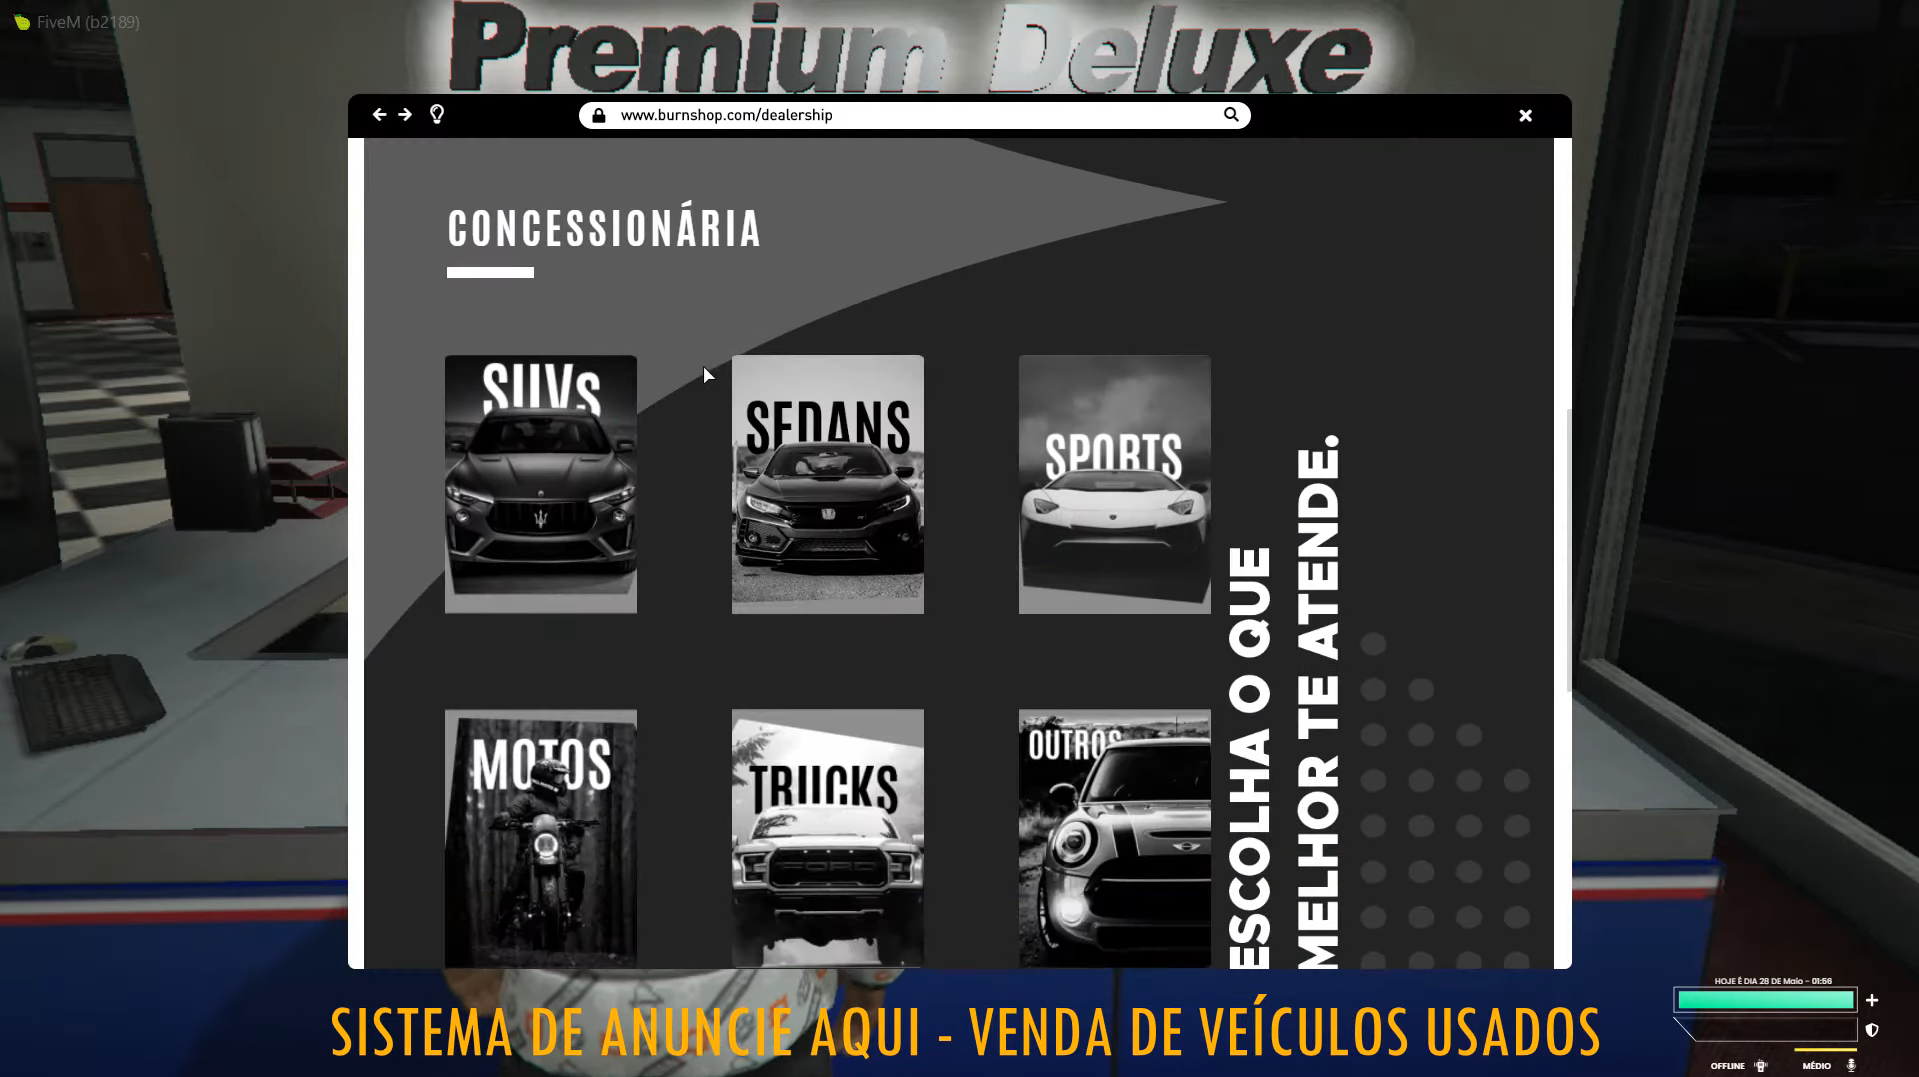 FiveM (b2189)
Premium Deluxe
www.burnshop.com/dealership
CONCESSIONÁRIA
SUVs
SEDANS
SPORTS
MOTOS
TRUCKS
OUTROS
FORD
ESCOLHA O QUE
MELHOR TE ATENDE.
SISTEMA DE ANUNCIE AQUI - VENDA DE VEÍCULOS USADOS
HOJE É DIA 28 DE Maio - 01:56
OFFLINE
MÉDIO